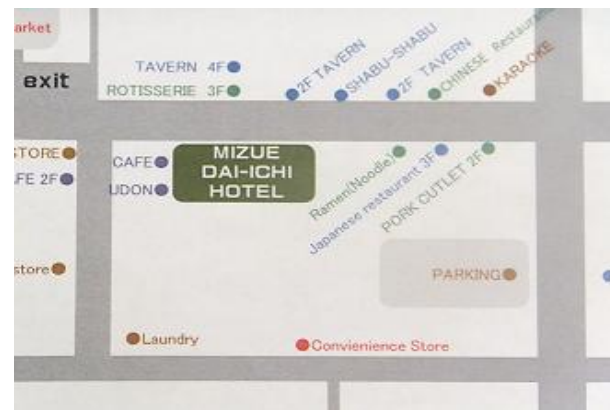 arket
exit
TAVERN 4F
ROTISSERIE 3F
2F TAVERN
SHABU-SHABU
2F TAVERN
CHINESE Restaurant
KARAOKE
STORE
FE 2F
CAFE
UDON
MIZUE
DAI-ICHI
HOTEL
Ramen(Noodle)
Japanese restaurant 3F
PORK CUTLET 2F
store
PARKING
Laundry
Convienience Store